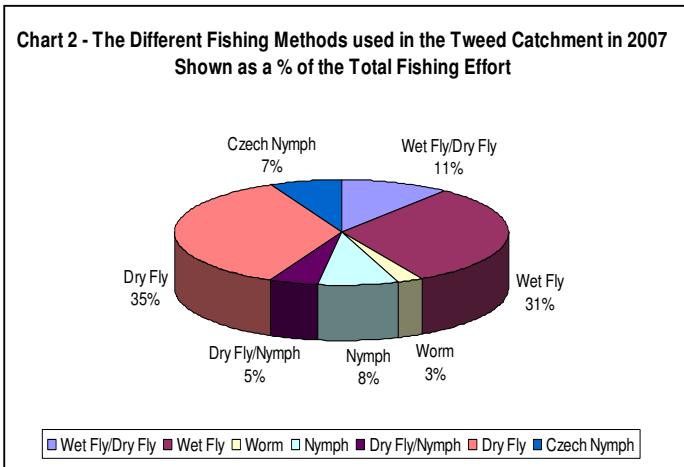 Chart 2 - The Different Fishing Methods used in the Tweed Catchment in 2007
Shown as a % of the Total Fishing Effort
Czech Nymph
7%
Wet Fly/Dry Fly
11%
Dry Fly
35%
Wet Fly
31%
Dry Fly/Nymph
5%
Nymph
8%
Worm
3%
Wet Fly/Dry Fly Wet Fly Worm Nymph Dry Fly/Nymph Dry Fly Czech Nymph